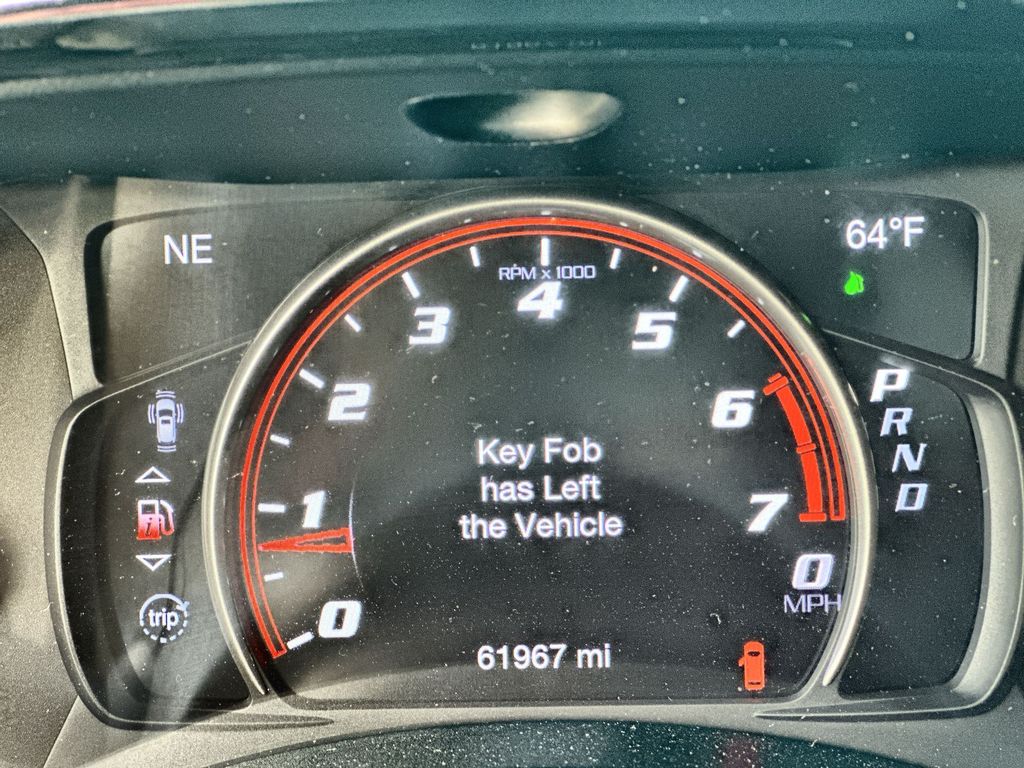 NE
64°F
RPM x 1000
4
3
5
2
6
1
7
0
Key Fob
has Left
the Vehicle
P
R
N
D
trip
0
MPH
61967 mi